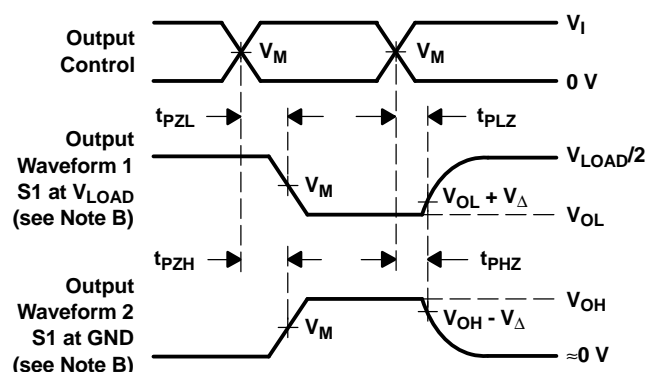 Output
Control
V_M
V_M
V_I
0 V
t_PZL
t_PLZ
Output
Waveform 1
S1 at V_LOAD
(see Note B)
V_M
V_LOAD/2
V_OL + V_Δ
V_OL
t_PZH
t_PHZ
Output
Waveform 2
S1 at GND
(see Note B)
V_M
V_OH
V_OH - V_Δ
≈0 V